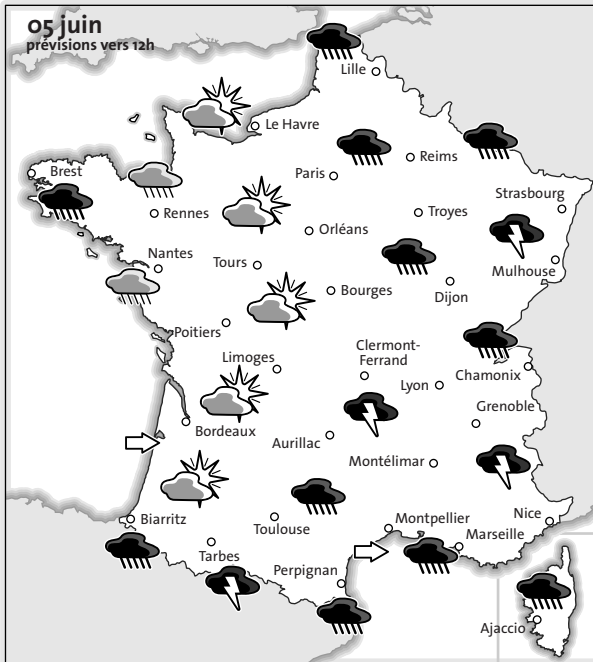 05 juin
prévisions vers 12h
Lille
Le Havre
Reims
Paris
Brest
Strasbourg
Rennes
Troyes
Orléans
Nantes
Tours
Mulhouse
Bourges
Dijon
Poitiers
Clermont-
Ferrand
Limoges
Chamonix
Lyon
Grenoble
Bordeaux
Aurillac
Montélimar
Biarritz
Toulouse
Montpellier
Nice
Marseille
Tarbes
Perpignan
Ajaccio